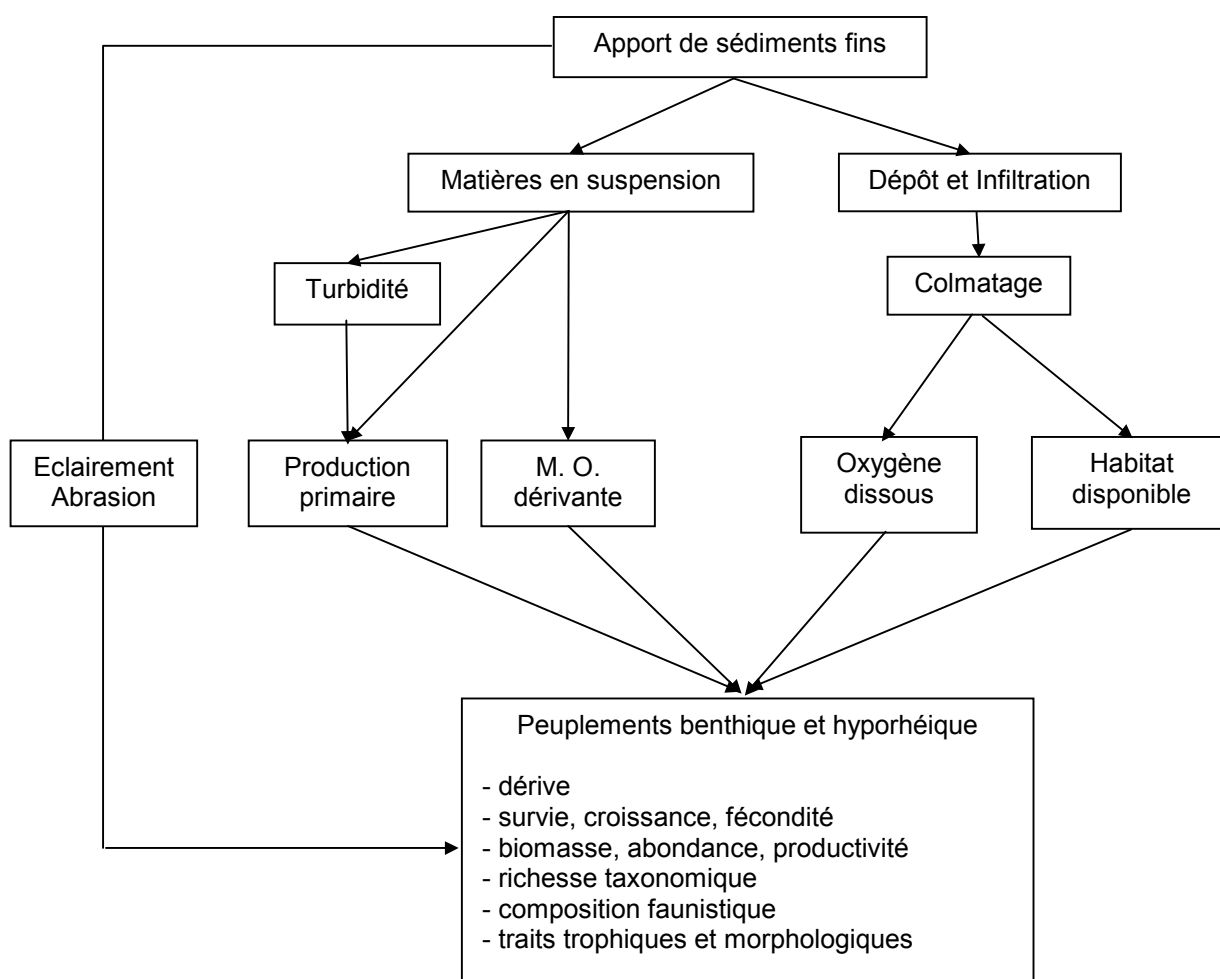 Apport de sédiments fins
Matières en suspension
Dépôt et Infiltration
Turbidité
Colmatage
Eclairement
Abrasion
Production
primaire
M. O.
dérivante
Oxygène
dissous
Habitat
disponible
Peuplements benthique et hyporhéique
- dérive
- survie, croissance, fécondité
- biomasse, abondance, productivité
- richesse taxonomique
- composition faunistique
- traits trophiques et morphologiques